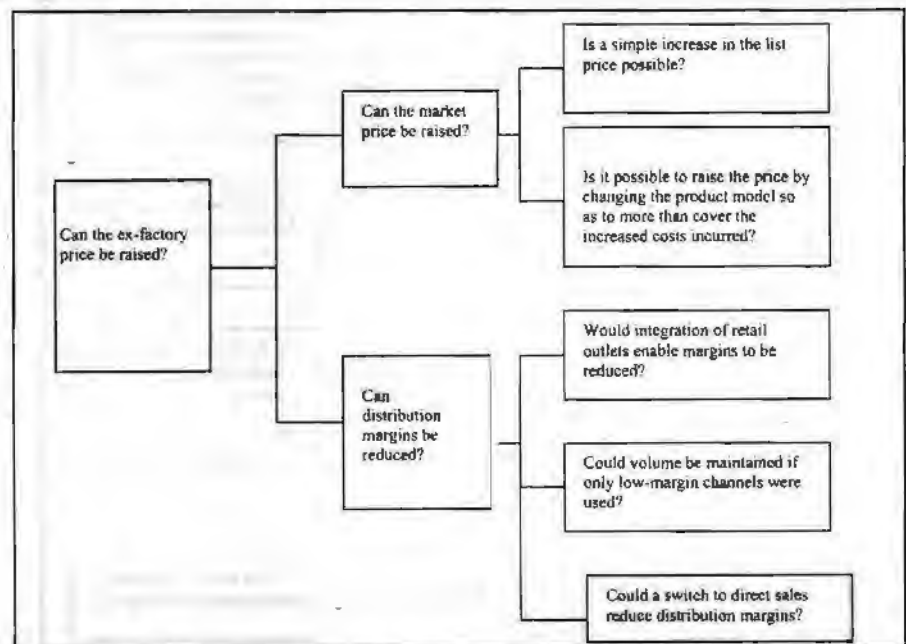 Can the ex-factory
price be raised?
Can the market
price be raised?
Is a simple increase in the list
price possible?
Is it possible to raise the price by
changing the product model so
as to more than cover the
increased costs incurred?
Can
distribution
margins be
reduced?
Would integration of retail
outlets enable margins to be
reduced?
Could volume be maintained if
only low-margin channels were
used?
Could a switch to direct sales
reduce distribution margins?